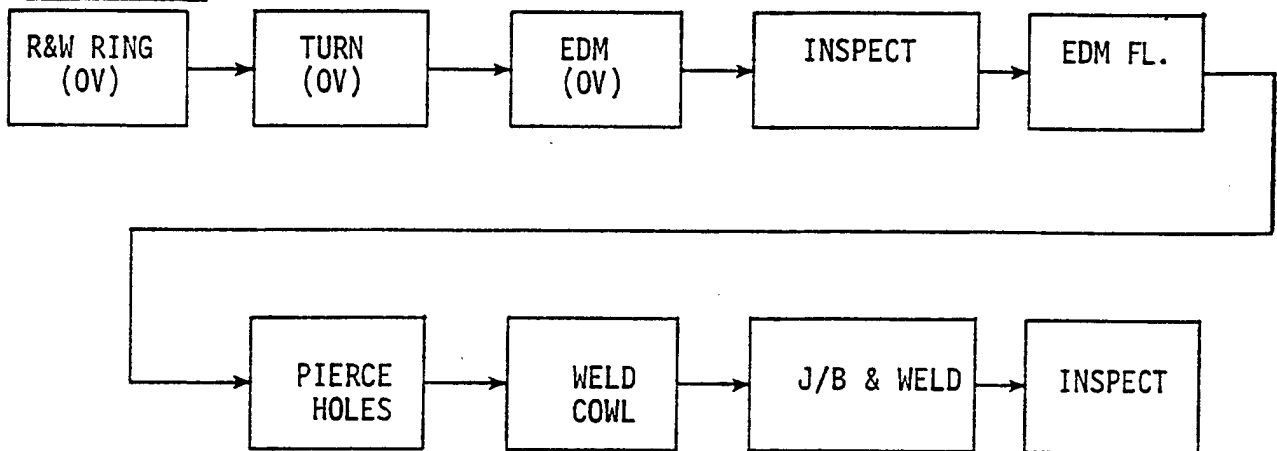 R&W RING
(OV)
TURN
(OV)
EDM
(OV)
INSPECT
EDM FL.
PIERCE
HOLES
WELD
COWL
J/B & WELD
INSPECT